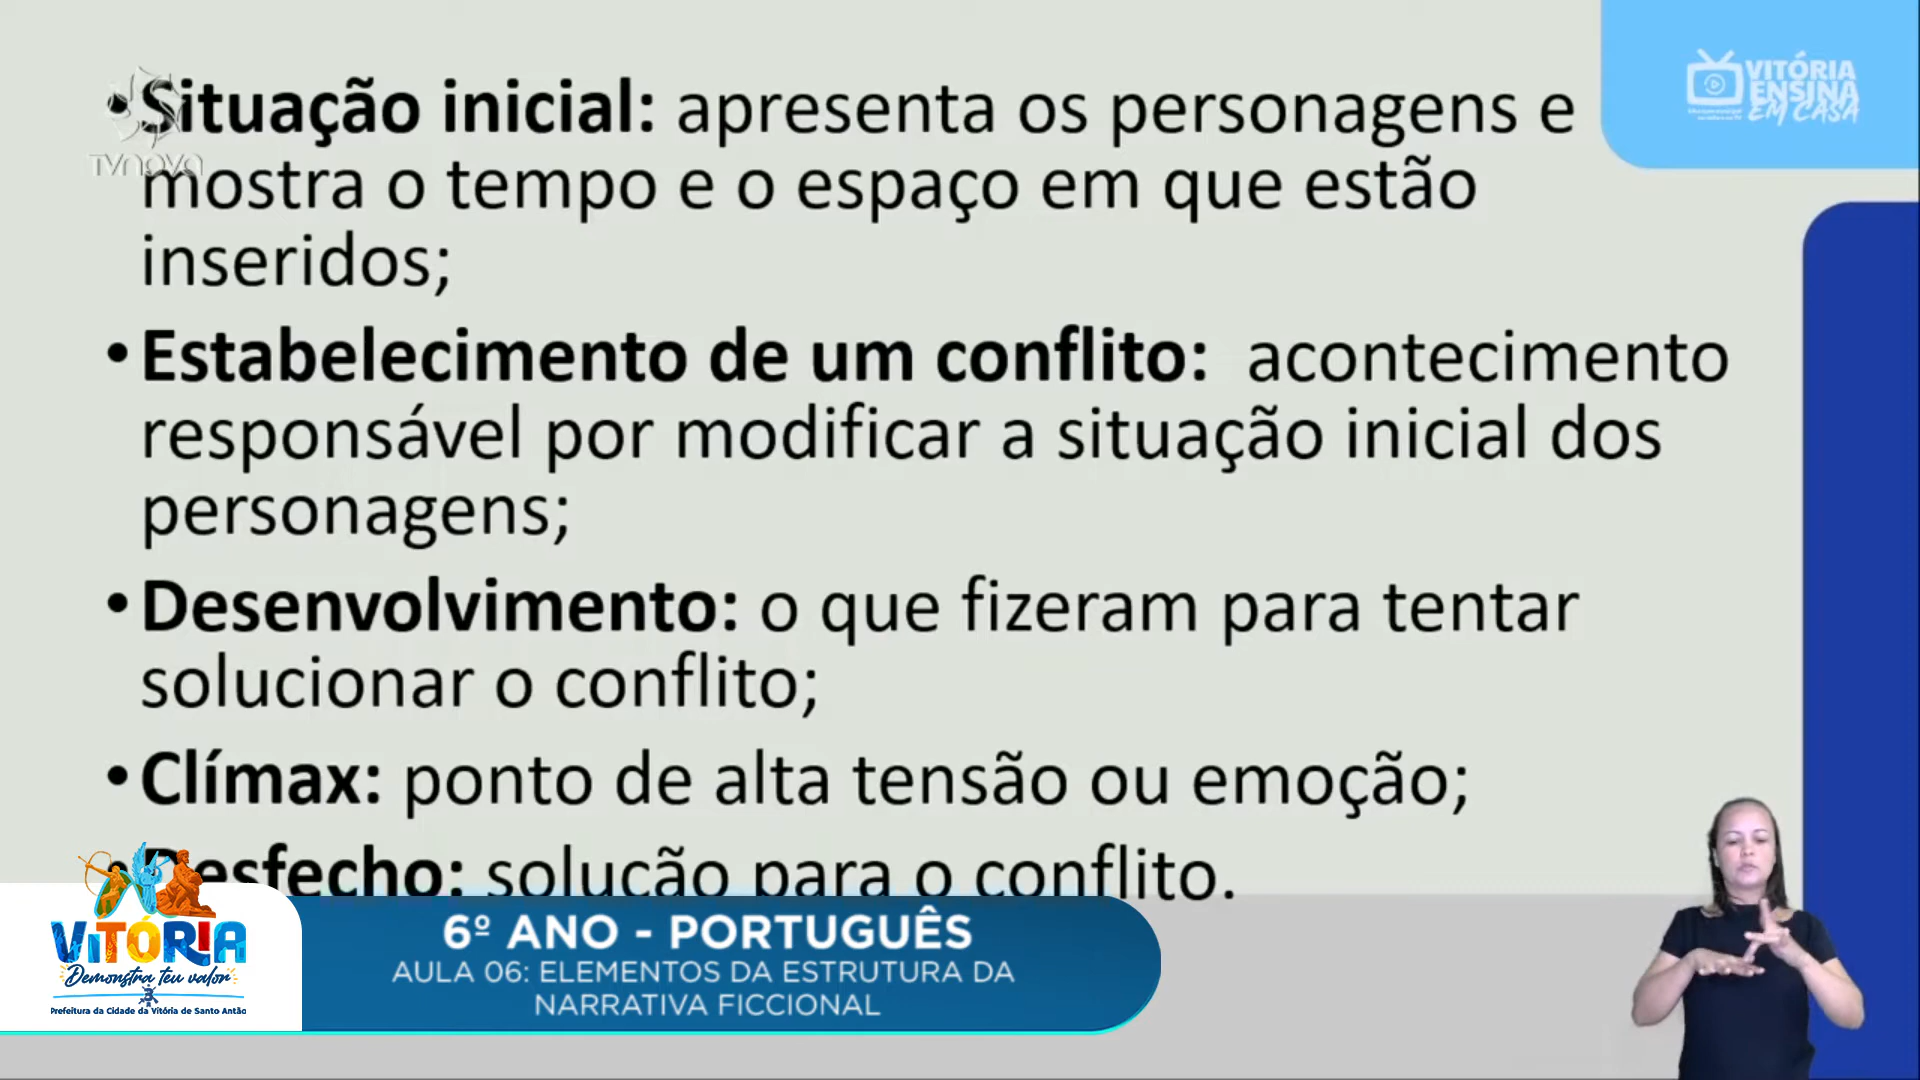 • Situação inicial: apresenta os personagens e
mostra o tempo e o espaço em que estão
inseridos;
• Estabelecimento de um conflito: acontecimento
responsável por modificar a situação inicial dos
personagens;
• Desenvolvimento: o que fizeram para tentar
solucionar o conflito;
• Clímax: ponto de alta tensão ou emoção;
• Desfecho: solução para o conflito.
TV nova
VITÓRIA
ENSINA
EM CASA
VITÓRIA
Demonstra teu valor
Prefeitura da Cidade da Vitória de Santo Antão
6º ANO - PORTUGUÊS
AULA 06: ELEMENTOS DA ESTRUTURA DA
NARRATIVA FICCIONAL